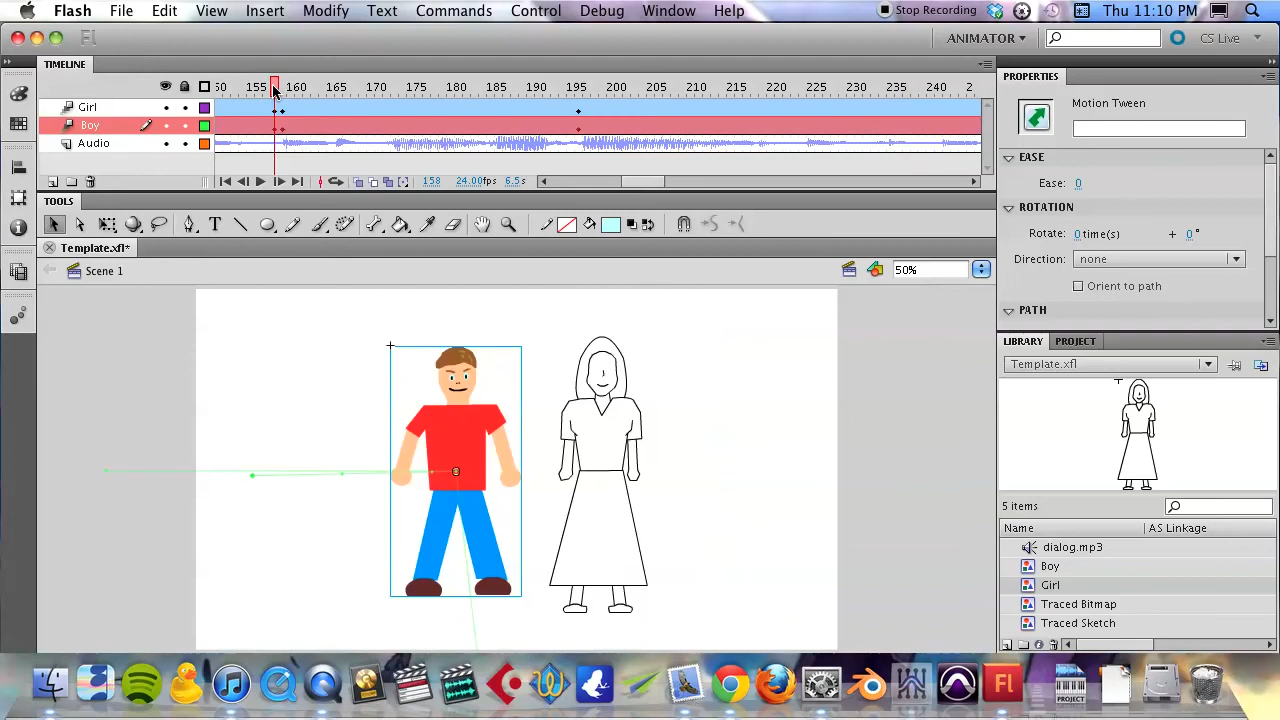 Flash File Edit View Insert Modify Text Commands Control Debug Window Help Stop Recording Thu 11:10 PM
Fl ANIMATOR CS Live
TIMELINE
50 155 160 165 170 175 180 185 190 195 200 205 210 215 220 225 230 235 240 2
Girl
Boy
Audio
158 24.00fps 6.5s
TOOLS
T
Template.xfl*
Scene 1 50%
PROPERTIES
Motion Tween
EASE
Ease: 0
ROTATION
Rotate: 0 time(s) + 0 °
Direction: none
Orient to path
PATH
LIBRARY PROJECT
Template.xfl
5 items
Name AS Linkage
dialog.mp3
Boy
Girl
Traced Bitmap
Traced Sketch
Fl PROJECT